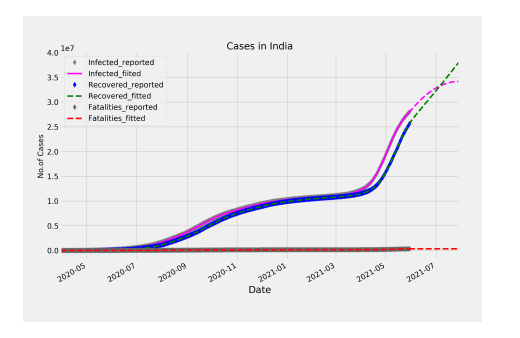 Cases in India
1e7
Infected_reported
Infected_fiited
Recovered_reported
Recovered_fitted
Fatalities_reported
Fatalities_fitted
No.of Cases
4.0
3.5
3.0
2.5
2.0
1.5
1.0
0.5
0.0
2020-05
2020-07
2020-09
2020-11
2021-01
2021-03
2021-05
2021-07
Date